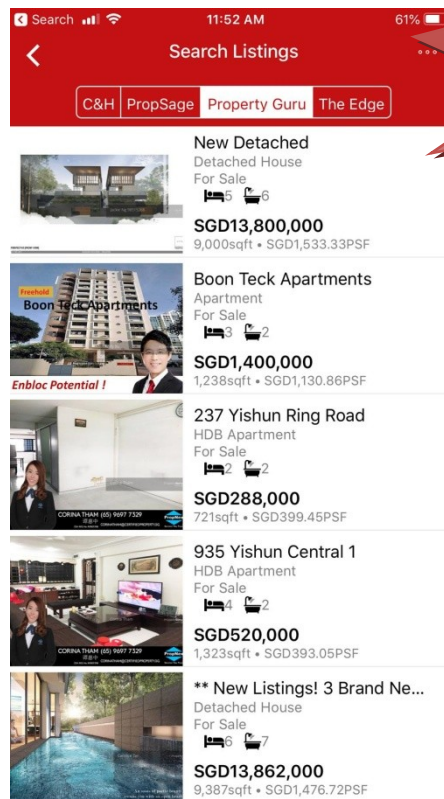 Search
11:52 AM
61%
Search Listings
C&H
PropSage
Property Guru
The Edge
New Detached
Detached House
For Sale
5 6
SGD13,800,000
9,000sqft • SGD1,533.33PSF
Freehold
Boon Teck Apartments
Enbloc Potential !
Boon Teck Apartments
Apartment
For Sale
3 2
SGD1,400,000
1,238sqft • SGD1,130.86PSF
CORINA THAM (65) 9697 7329
237 Yishun Ring Road
HDB Apartment
For Sale
2 2
SGD288,000
721sqft • SGD399.45PSF
CORINA THAM (65) 9697 7329
935 Yishun Central 1
HDB Apartment
For Sale
4 2
SGD520,000
1,323sqft • SGD393.05PSF
** New Listings! 3 Brand Ne...
Detached House
For Sale
6 7
SGD13,862,000
9,387sqft • SGD1,476.72PSF